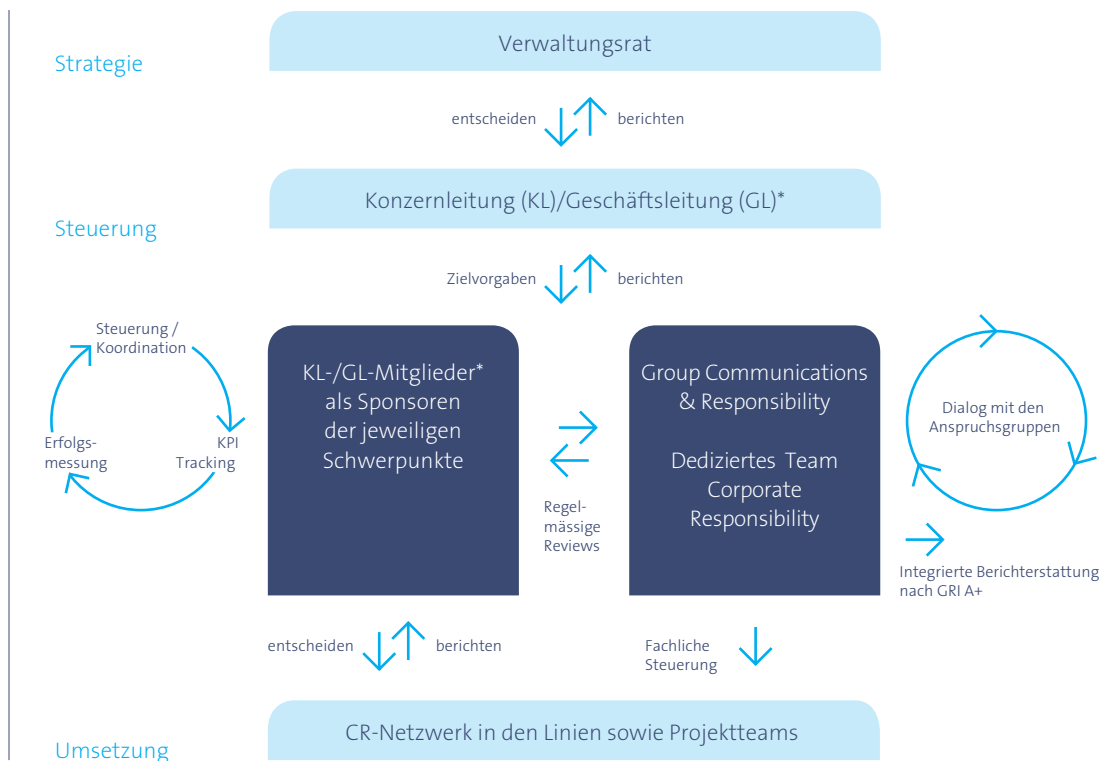 Strategie
Verwaltungsrat
entscheiden
berichten
Konzernleitung (KL)/Geschäftsleitung (GL)*
Steuerung
Zielvorgaben
berichten
Steuerung /
Koordination
Erfolgs-
messung
KPI
Tracking
KL-/GL-Mitglieder*
als Sponsoren
der jeweiligen
Schwerpunkte
Regel-
mässige
Reviews
Group Communications
& Responsibility
Dediziertes Team
Corporate
Responsibility
Dialog mit den
Anspruchsgruppen
Integrierte Berichterstattung
nach GRI A+
entscheiden
berichten
Fachliche
Steuerung
CR-Netzwerk in den Linien sowie Projektteams
Umsetzung